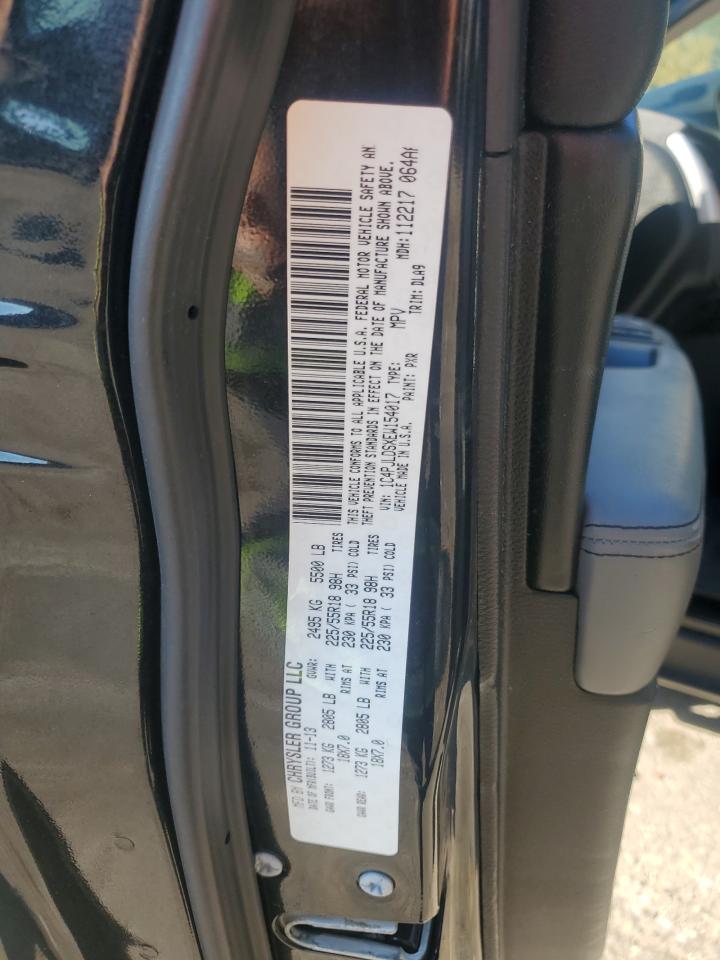 MFD BY CHRYSLER GROUP LLC
DATE OF MFR/BUILT: 11-13 GVWR: 2495 KG 5500 LB
GAWR FRONT: 1273 KG 2805 LB WITH 225/55R18 98H TIRES
18X7.0 RIMS AT 230 KPA ( 33 PSI) COLD
GAWR REAR: 1273 KG 2805 LB WITH 225/55R18 98H TIRES
18X7.0 RIMS AT 230 KPA ( 33 PSI) COLD
THIS VEHICLE CONFORMS TO ALL APPLICABLE U.S.A. FEDERAL MOTOR VEHICLE SAFETY AN
THEFT PREVENTION STANDARDS IN EFFECT ON THE DATE OF MANUFACTURE SHOWN ABOVE.
VIN: 1C4PJLDSXEW154017 TYPE: MPV MDH: 112217 064A
VEHICLE MADE IN U.S.A. PAINT: PXR TRIM: DLA9